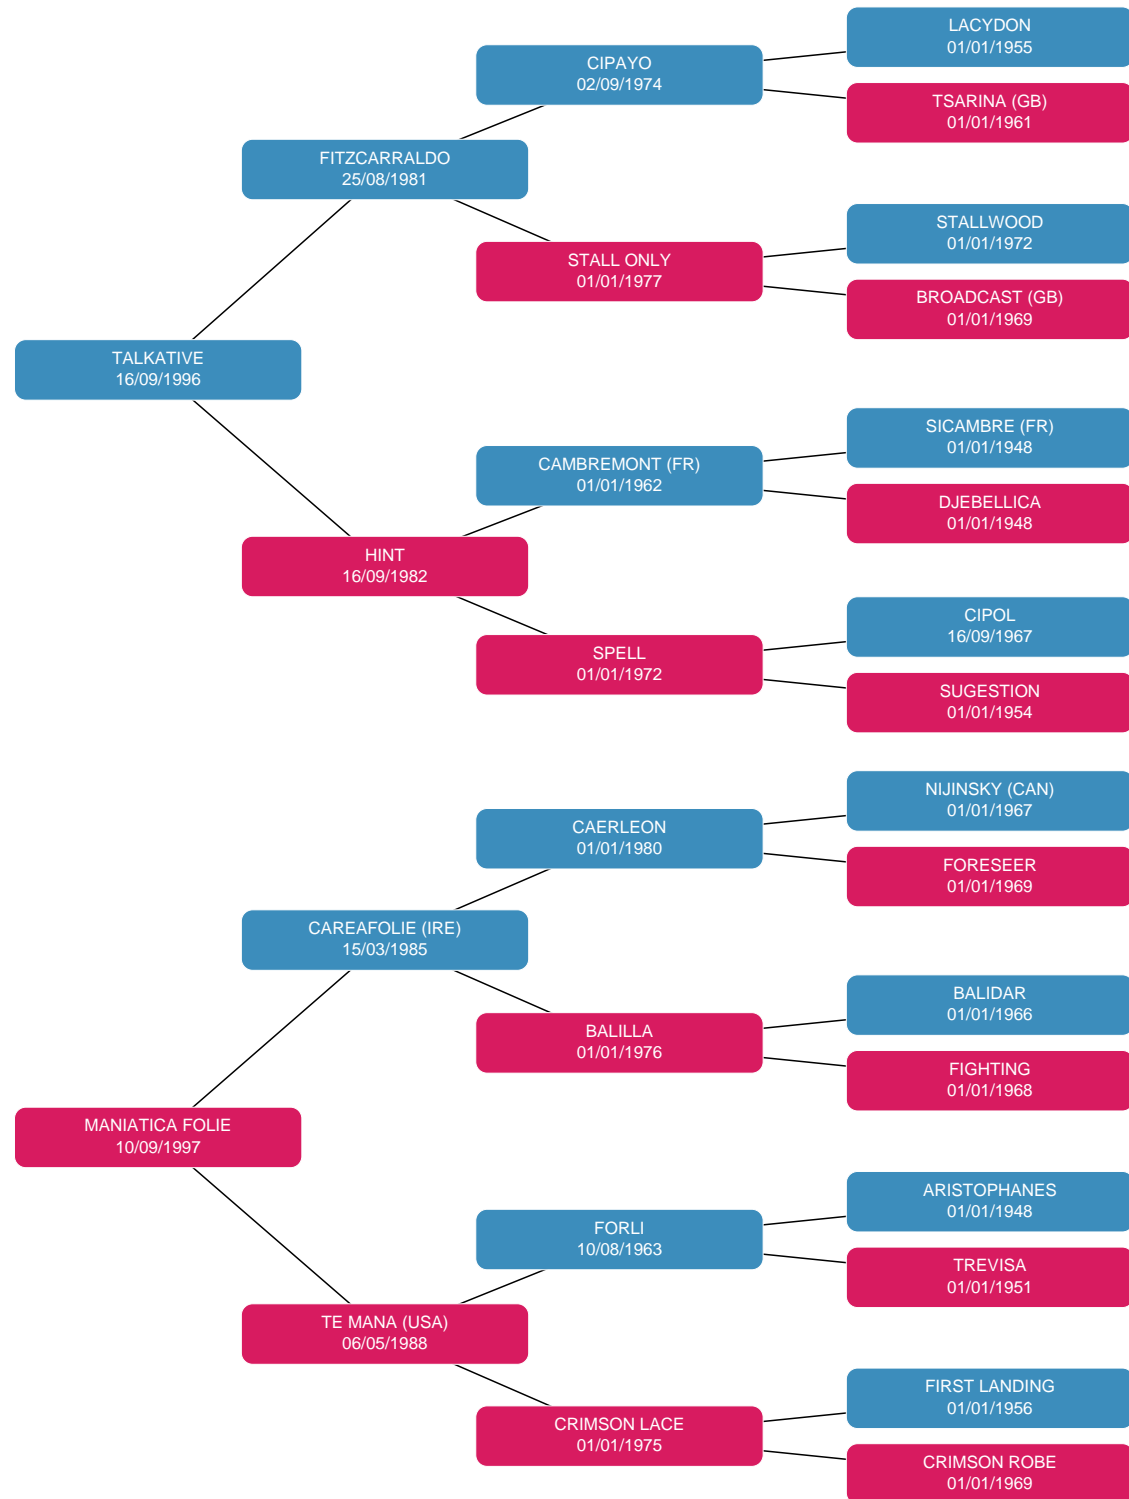 LACYDON
01/01/1955
CIPAYO
02/09/1974
TSARINA (GB)
01/01/1961
FITZCARRALDO
25/08/1981
STALLWOOD
01/01/1972
STALL ONLY
01/01/1977
BROADCAST (GB)
01/01/1969
TALKATIVE
16/09/1996
SICAMBRE (FR)
01/01/1948
CAMBREMONT (FR)
01/01/1962
DJEBELLICA
01/01/1948
HINT
16/09/1982
CIPOL
16/09/1967
SPELL
01/01/1972
SUGESTION
01/01/1954
NIJINSKY (CAN)
01/01/1967
CAERLEON
01/01/1980
FORESEER
01/01/1969
CAREAFOLIE (IRE)
15/03/1985
BALIDAR
01/01/1966
BALILLA
01/01/1976
FIGHTING
01/01/1968
MANIATICA FOLIE
10/09/1997
ARISTOPHANES
01/01/1948
FORLI
10/08/1963
TREVISA
01/01/1951
TE MANA (USA)
06/05/1988
FIRST LANDING
01/01/1956
CRIMSON LACE
01/01/1975
CRIMSON ROBE
01/01/1969